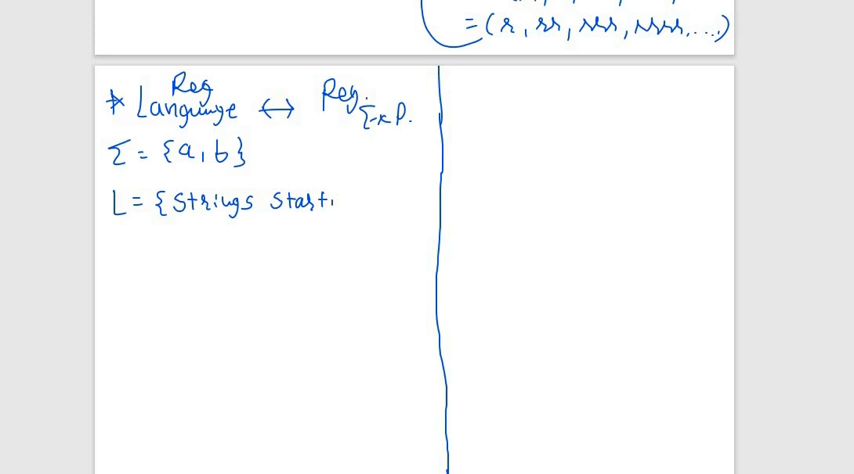 = (r, rr, rrr, rrrr, ...)
* Reg Language ↔ Reg. Exp.
Σ = {a, b}
L = {Strings Start